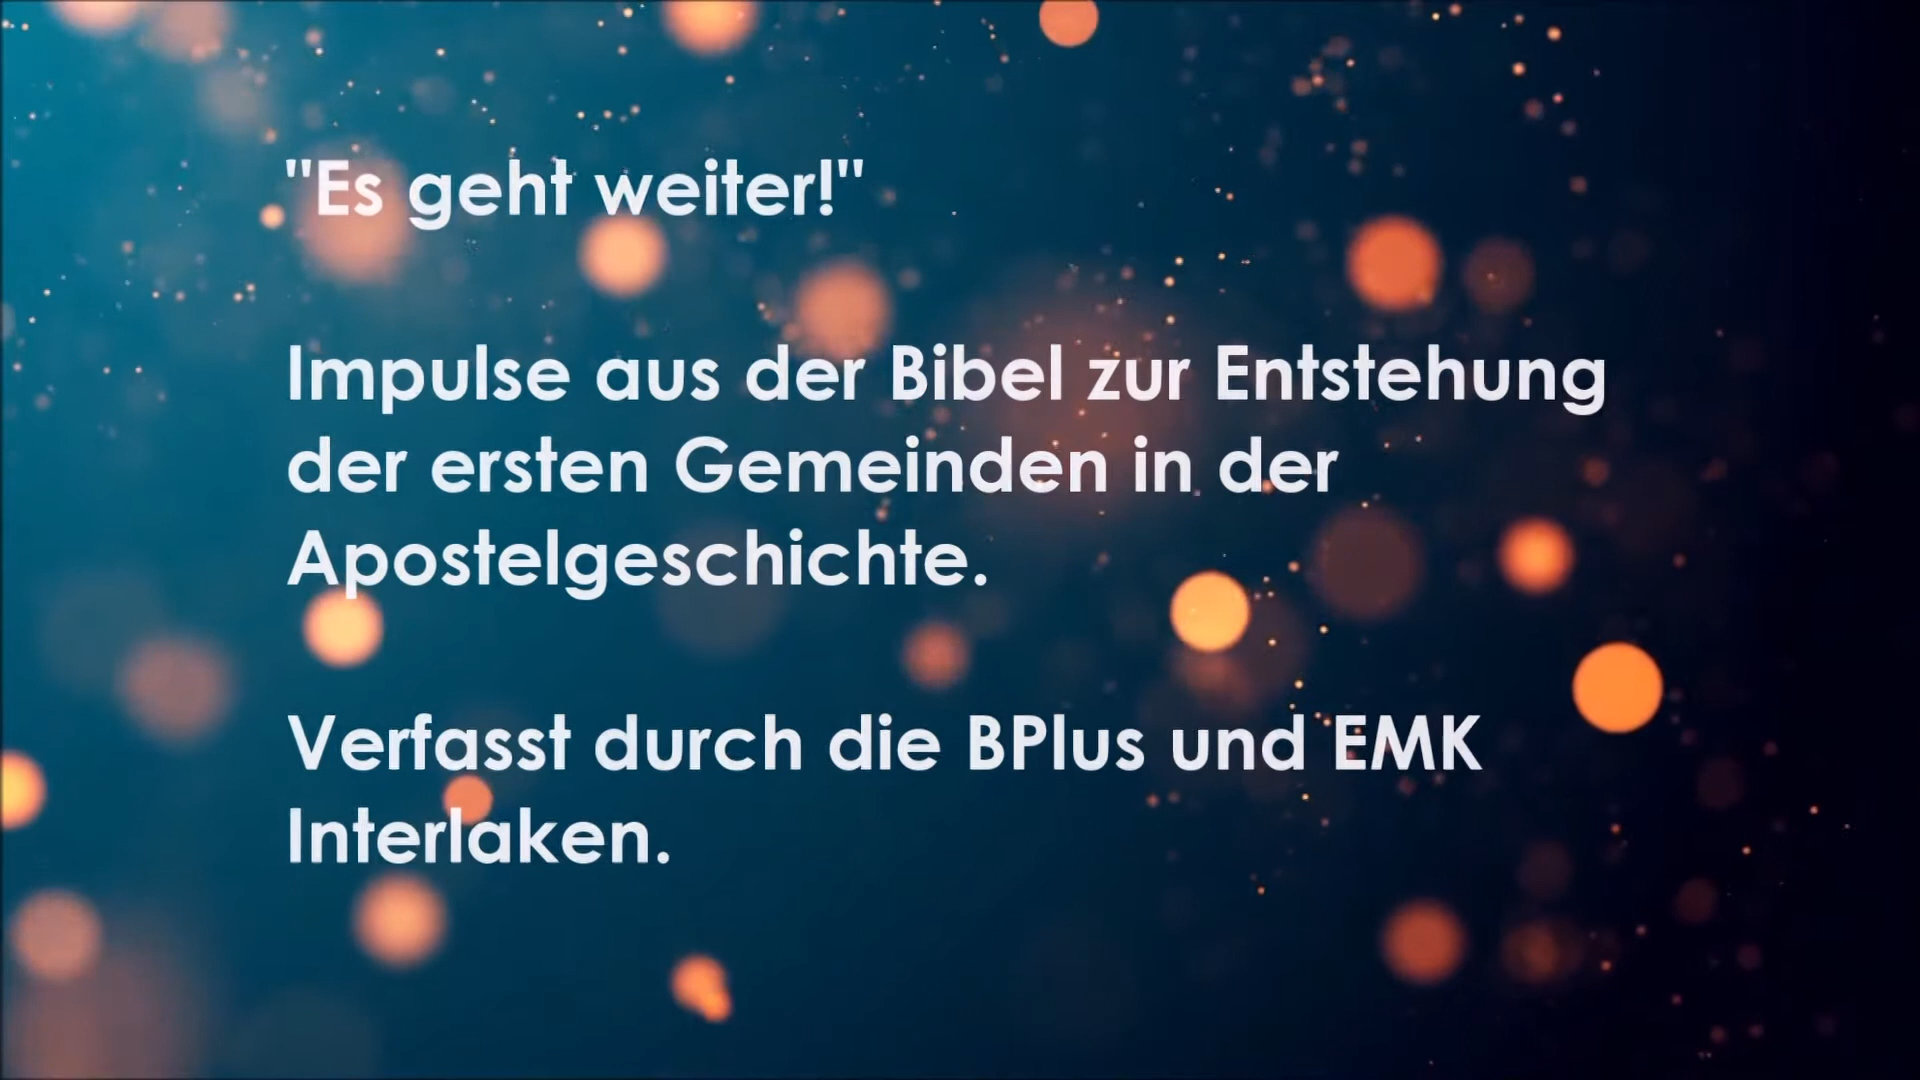 "Es geht weiter!"
Impulse aus der Bibel zur Entstehung
der ersten Gemeinden in der
Apostelgeschichte.
Verfasst durch die BPlus und EMK
Interlaken.